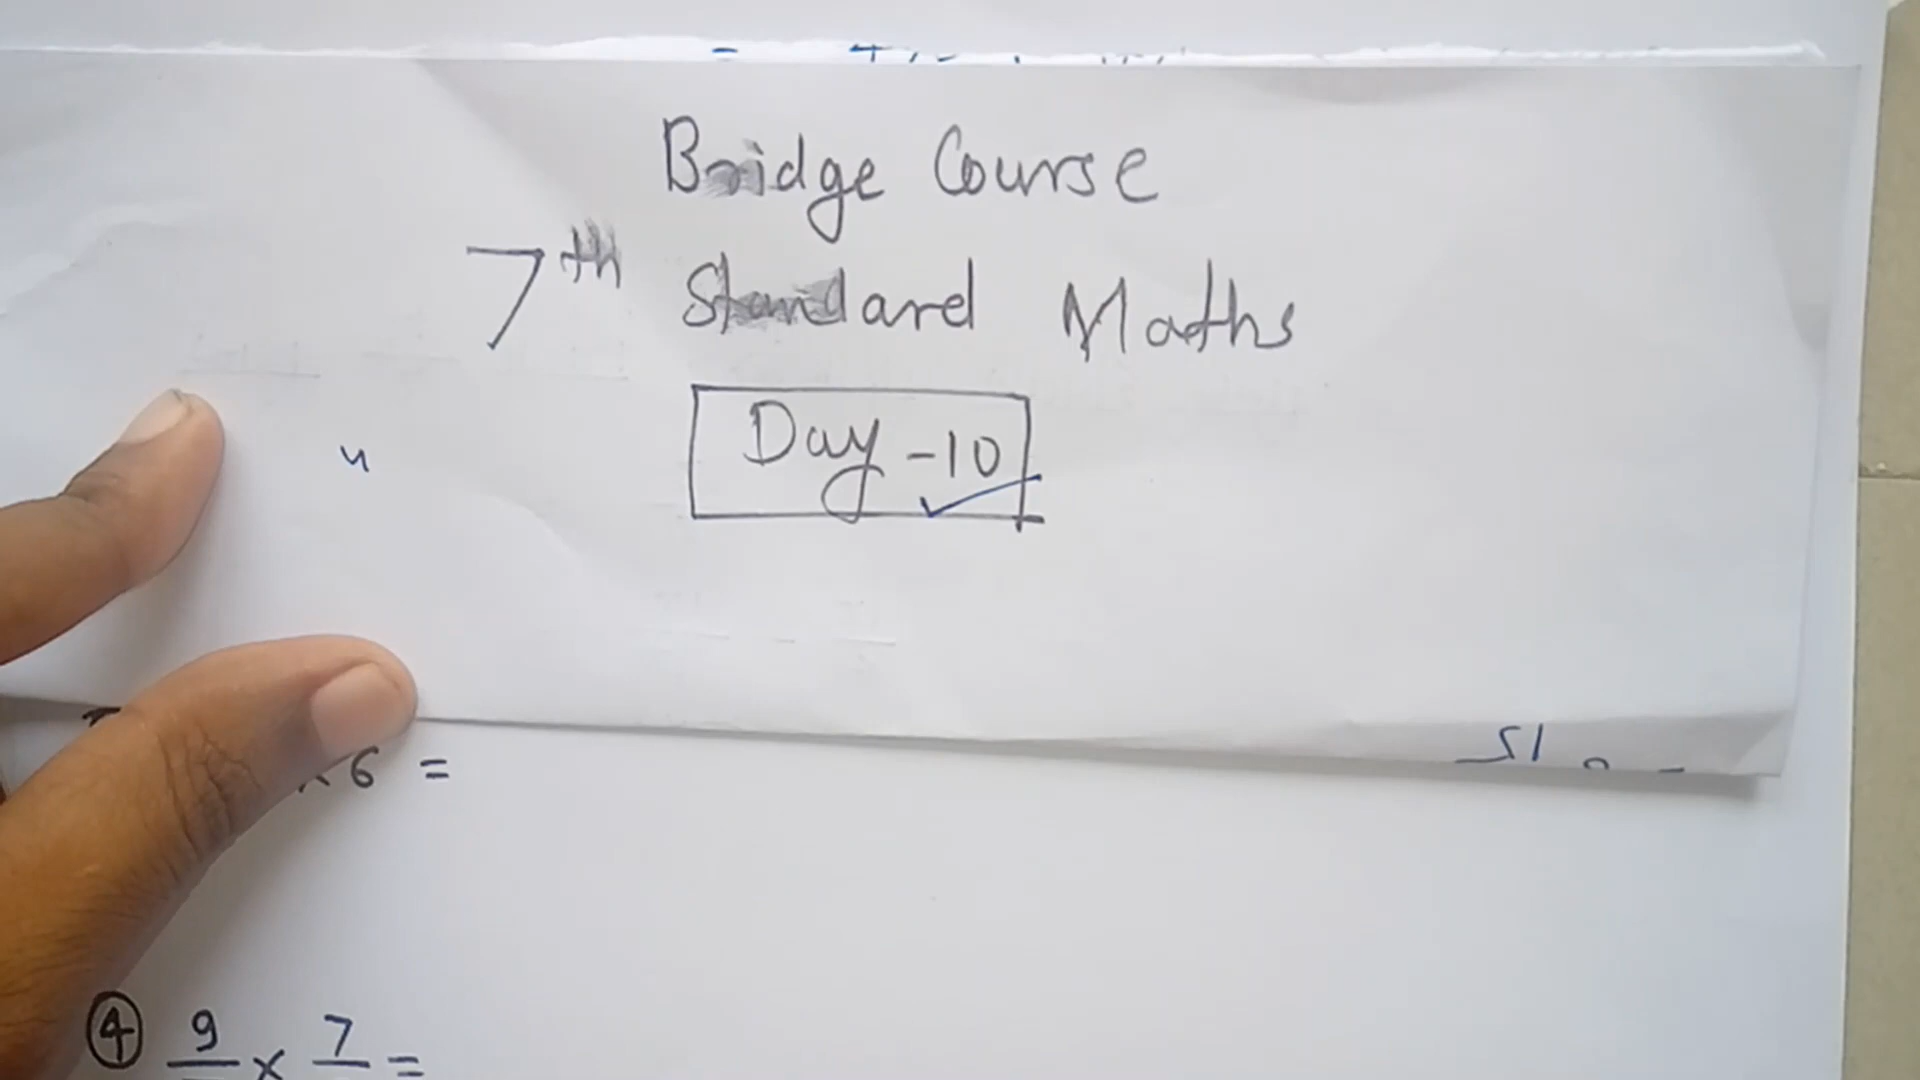 Bridge Course
7th Standard Maths
Day - 10
× 6 =
④ 9 × 7 =